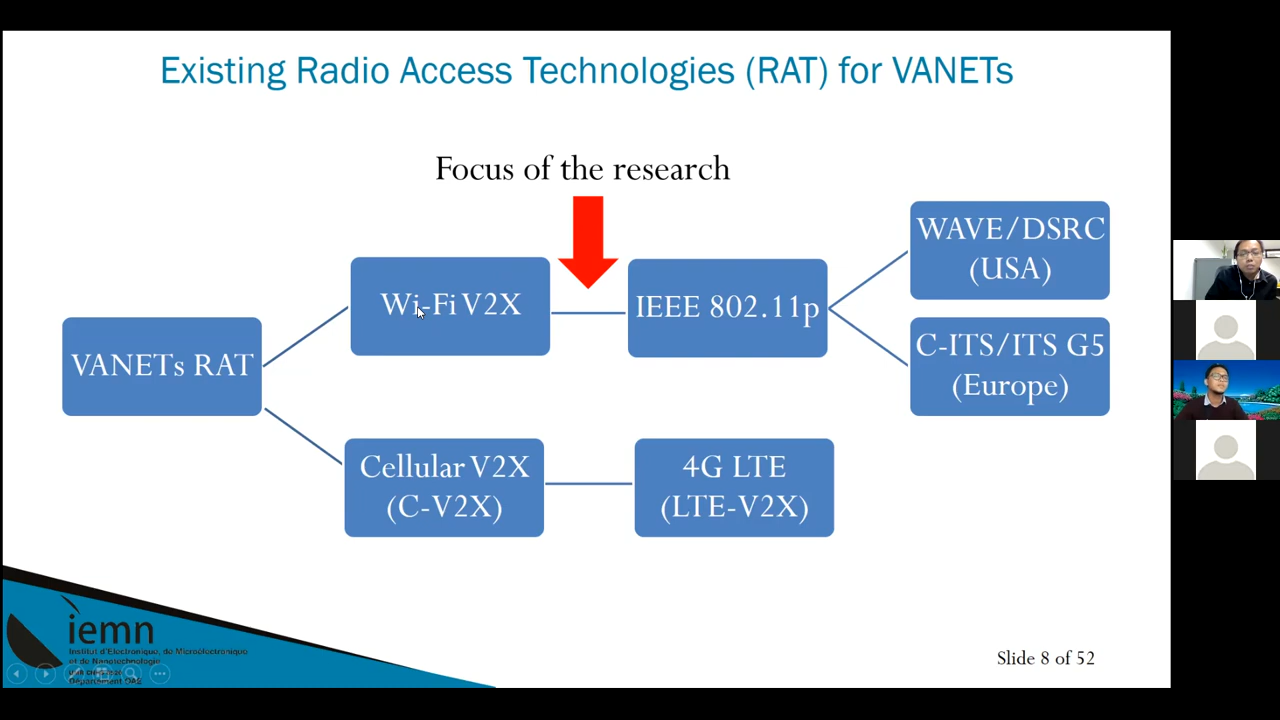 Existing Radio Access Technologies (RAT) for VANETs
Focus of the research
WAVE/DSRC
(USA)
Wi-Fi V2X
IEEE 802.11p
VANETs RAT
C-ITS/ITS G5
(Europe)
Cellular V2X
(C-V2X)
4G LTE
(LTE-V2X)
iemn
Institut d'Electronique, de Microélectronique
et de Nanotechnologie
Département OAE
Slide 8 of 52